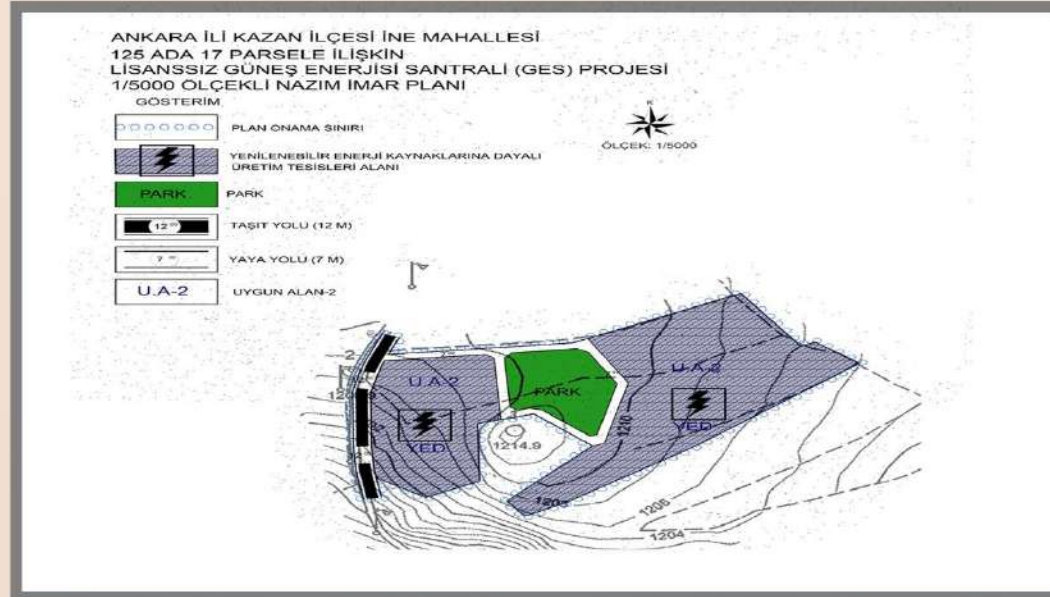 ANKARA İLİ KAZAN İLÇESİ İNE MAHALLESİ
125 ADA 17 PARSELE İLİŞKİN
LİSANSSIZ GÜNEŞ ENERJİSİ SANTRALİ (GES) PROJESİ
1/5000 ÖLÇEKLİ NAZIM İMAR PLANI
GÖSTERİM
K
ÖLÇEK: 1/5000
PLAN ONAMA SINIRI
YENİLENEBİLİR ENERJİ KAYNAKLARINA DAYALI
ÜRETİM TESİSLERİ ALANI
PARK PARK
12 m TAŞIT YOLU (12 M)
7 m YAYA YOLU (7 M)
U.A-2 UYGUN ALAN-2
U.A-2
U.A-2
PARK
YED
YED
1210
1214.9
1206
1204